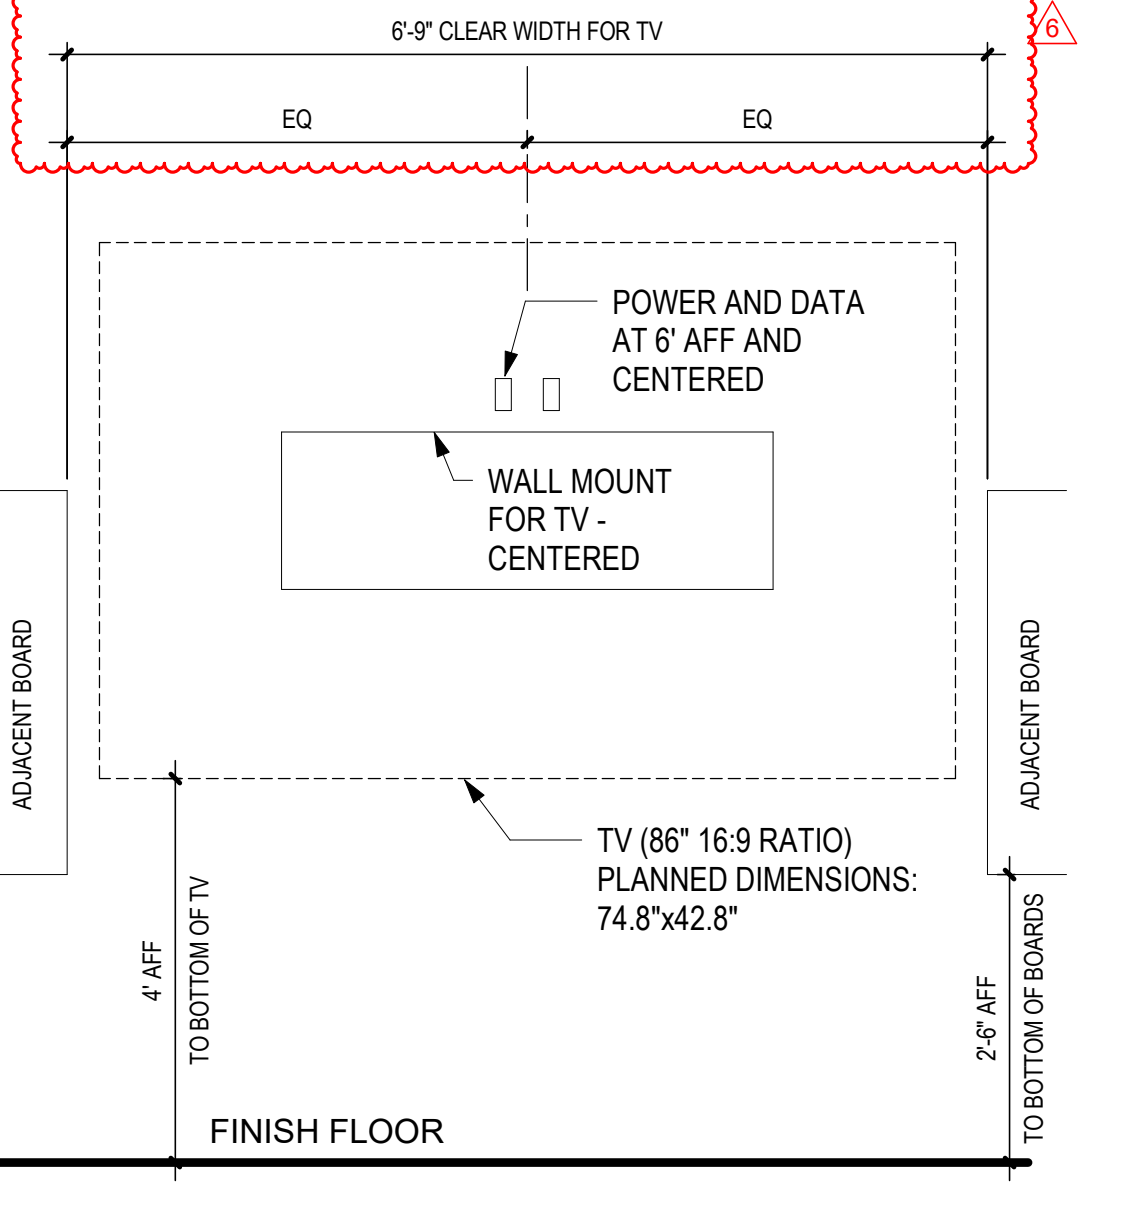 6'-9" CLEAR WIDTH FOR TV
6
EQ
EQ
POWER AND DATA
AT 6' AFF AND
CENTERED
WALL MOUNT
FOR TV -
CENTERED
ADJACENT BOARD
ADJACENT BOARD
TV (86" 16:9 RATIO)
PLANNED DIMENSIONS:
74.8"x42.8"
4' AFF
TO BOTTOM OF TV
2'-6" AFF
TO BOTTOM OF BOARDS
FINISH FLOOR